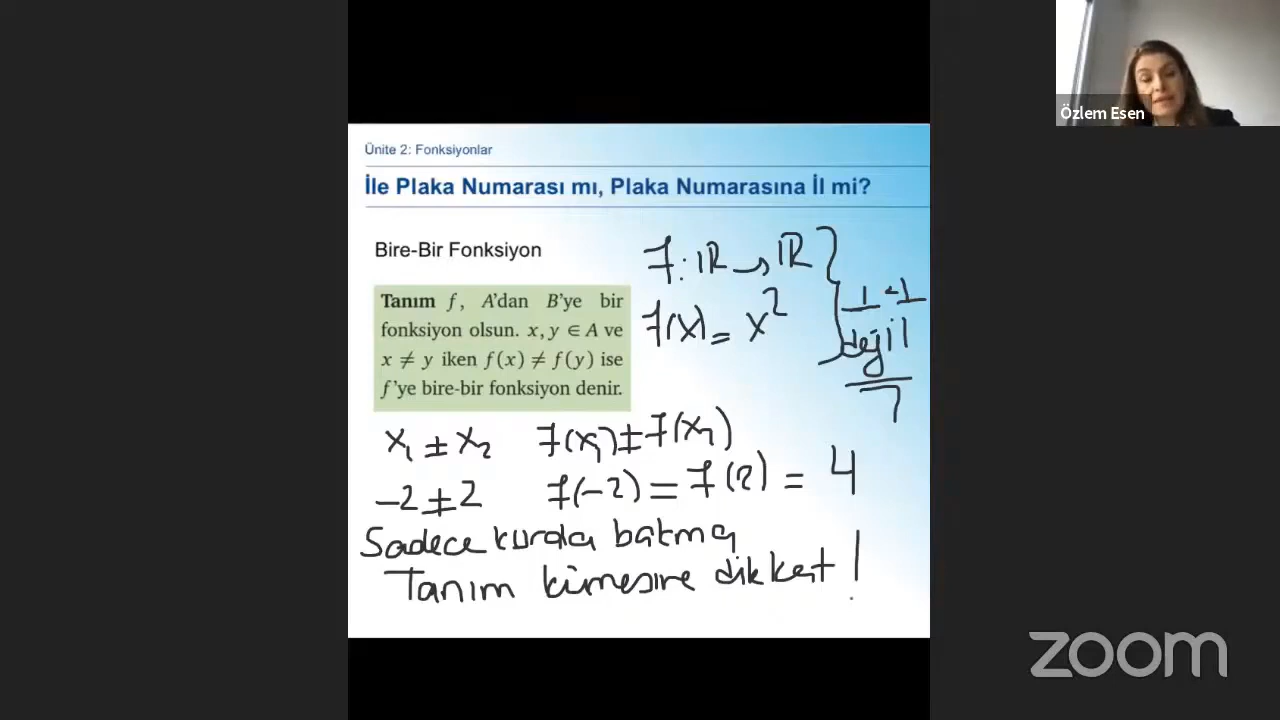 Özlem Esen
Ünite 2: Fonksiyonlar
İle Plaka Numarası mı, Plaka Numarasına İl mi?
Bire-Bir Fonksiyon
Tanım f, A'dan B'ye bir
fonksiyon olsun. x, y ∈ A ve
x ≠ y iken f(x) ≠ f(y) ise
f'ye bire-bir fonksiyon denir.
f: ℝ → ℝ
f(x) = x²
1-1
değil
x₁ ≠ x₂ f(x₁) ≠ f(x₂)
-2 ≠ 2 f(-2) = f(2) = 4
Sadece kurala bakma
Tanım kümesine dikkat!
zoom